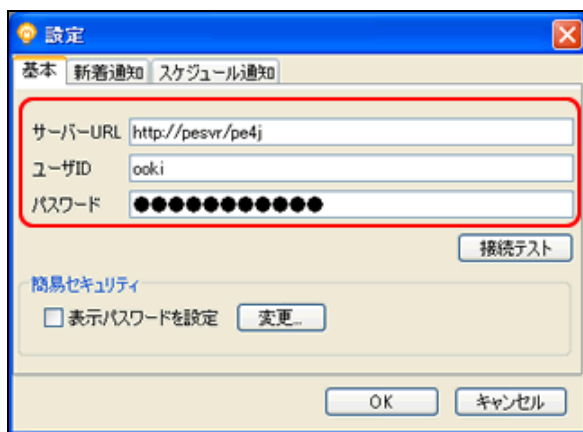 設定
基本 新着通知 スケジュール通知
サーバーURL http://pesvr/pe4j
ユーザID ooki
パスワード ●●●●●●●●●●●
接続テスト
簡易セキュリティ
表示パスワードを設定 変更...
OK キャンセル